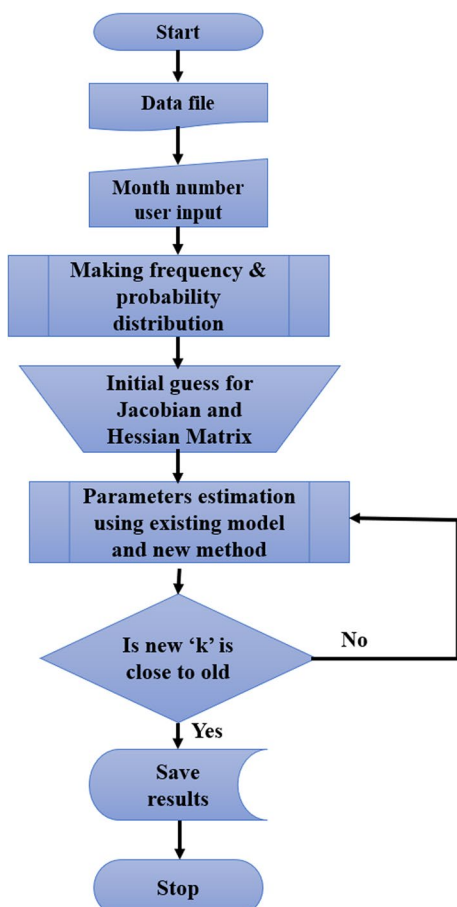 Start
Data file
Month number
user input
Making frequency &
probability
distribution
Initial guess for
Jacobian and
Hessian Matrix
Parameters estimation
using existing model
and new method
Is new ‘k’ is
close to old
No
Yes
Save
results
Stop